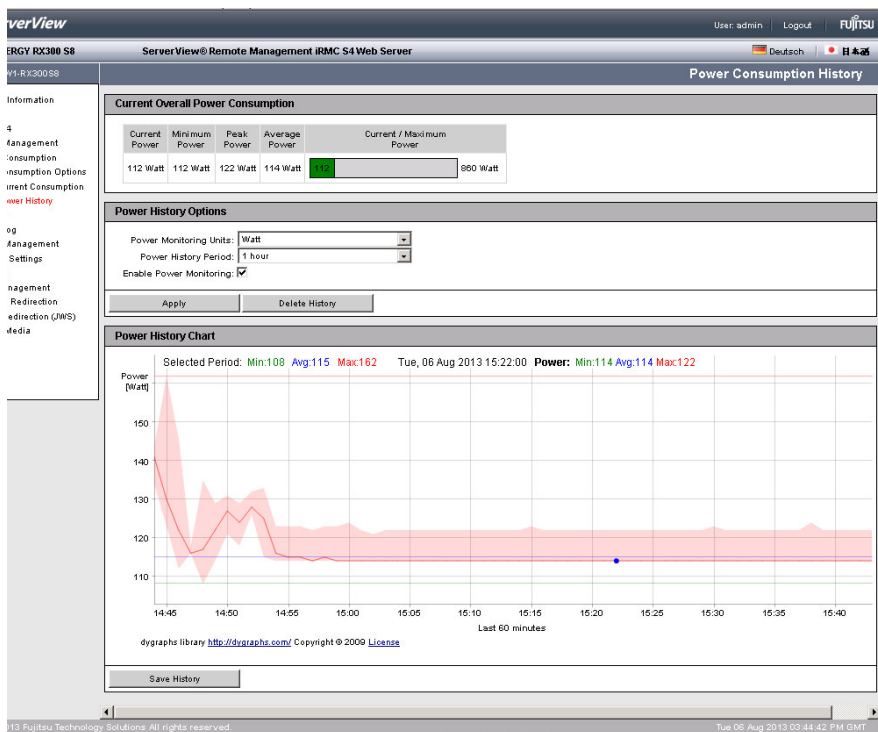 verView
User: admin Logout FUJITSU
ERGY RX300 S8 ServerView® Remote Management iRMC S4 Web Server Deutsch 日本語
W1-RX300S8 Power Consumption History
Information
4
Management
Consumption
nsumption Options
urrent Consumption
ower History
og
Management
Settings
nagement
Redirection
edirection (JWS)
Media
Current Overall Power Consumption
Current Power Minimum Power Peak Power Average Power Current / Maximum Power
112 Watt 112 Watt 122 Watt 114 Watt 112 860 Watt
Power History Options
Power Monitoring Units: Watt
Power History Period: 1 hour
Enable Power Monitoring:
Apply Delete History
Power History Chart
Selected Period: Min:108 Avg:115 Max:162 Tue, 06 Aug 2013 15:22:00 Power: Min:114 Avg:114 Max:122
Power
[Watt]
150
140
130
120
110
14:45 14:50 14:55 15:00 15:05 15:10 15:15 15:20 15:25 15:30 15:35 15:40
Last 60 minutes
dygraphs library http://dygraphs.com/ Copyright © 2009 License
Save History
013 Fujitsu Technology Solutions All rights reserved. Tue 06 Aug 2013 03:44:42 PM GMT